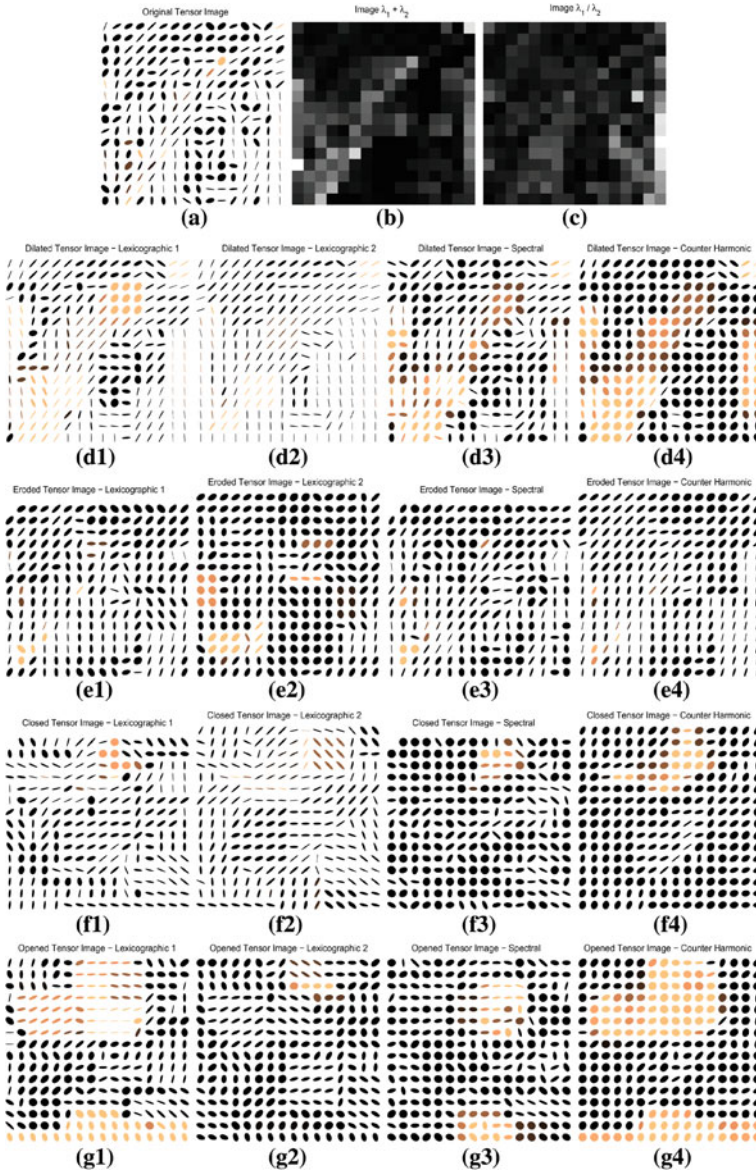 Original Tensor Image
Image λ1 + λ2
Image λ1 / λ2
(a)
(b)
(c)
Dilated Tensor Image − Lexicographic 1
Dilated Tensor Image − Lexicographic 2
Dilated Tensor Image − Spectral
Dilated Tensor Image − Counter Harmonic
(d1)
(d2)
(d3)
(d4)
Eroded Tensor Image − Lexicographic 1
Eroded Tensor Image − Lexicographic 2
Eroded Tensor Image − Spectral
Eroded Tensor Image − Counter Harmonic
(e1)
(e2)
(e3)
(e4)
Closed Tensor Image − Lexicographic 1
Closed Tensor Image − Lexicographic 2
Closed Tensor Image − Spectral
Closed Tensor Image − Counter Harmonic
(f1)
(f2)
(f3)
(f4)
Opened Tensor Image − Lexicographic 1
Opened Tensor Image − Lexicographic 2
Opened Tensor Image − Spectral
Opened Tensor Image − Counter Harmonic
(g1)
(g2)
(g3)
(g4)